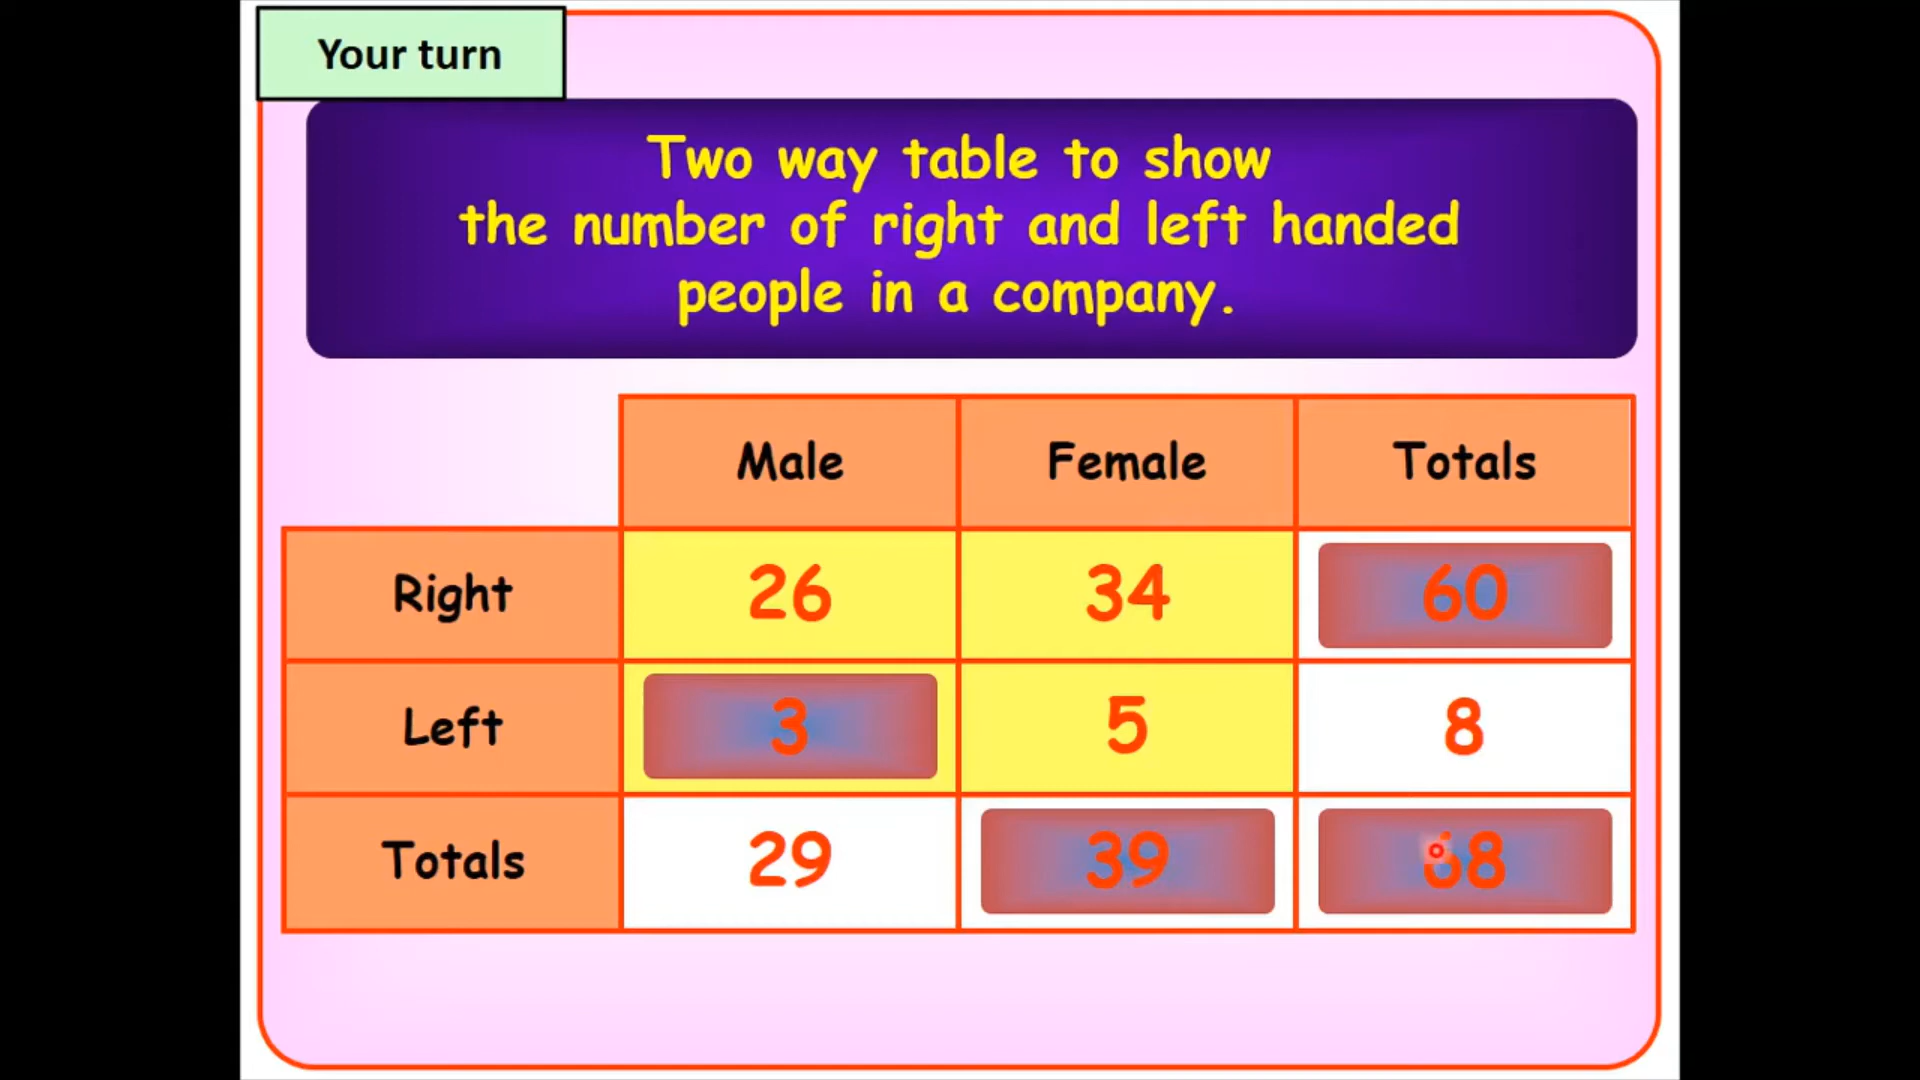 Your turn
Two way table to show
the number of right and left handed
people in a company.
Male Female Totals
Right 26 34 60
Left 3 5 8
Totals 29 39 68